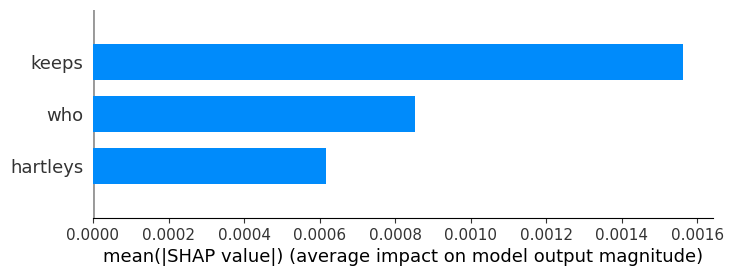 keeps
who
hartleys
0.0000 0.0002 0.0004 0.0006 0.0008 0.0010 0.0012 0.0014 0.0016
mean(|SHAP value|) (average impact on model output magnitude)